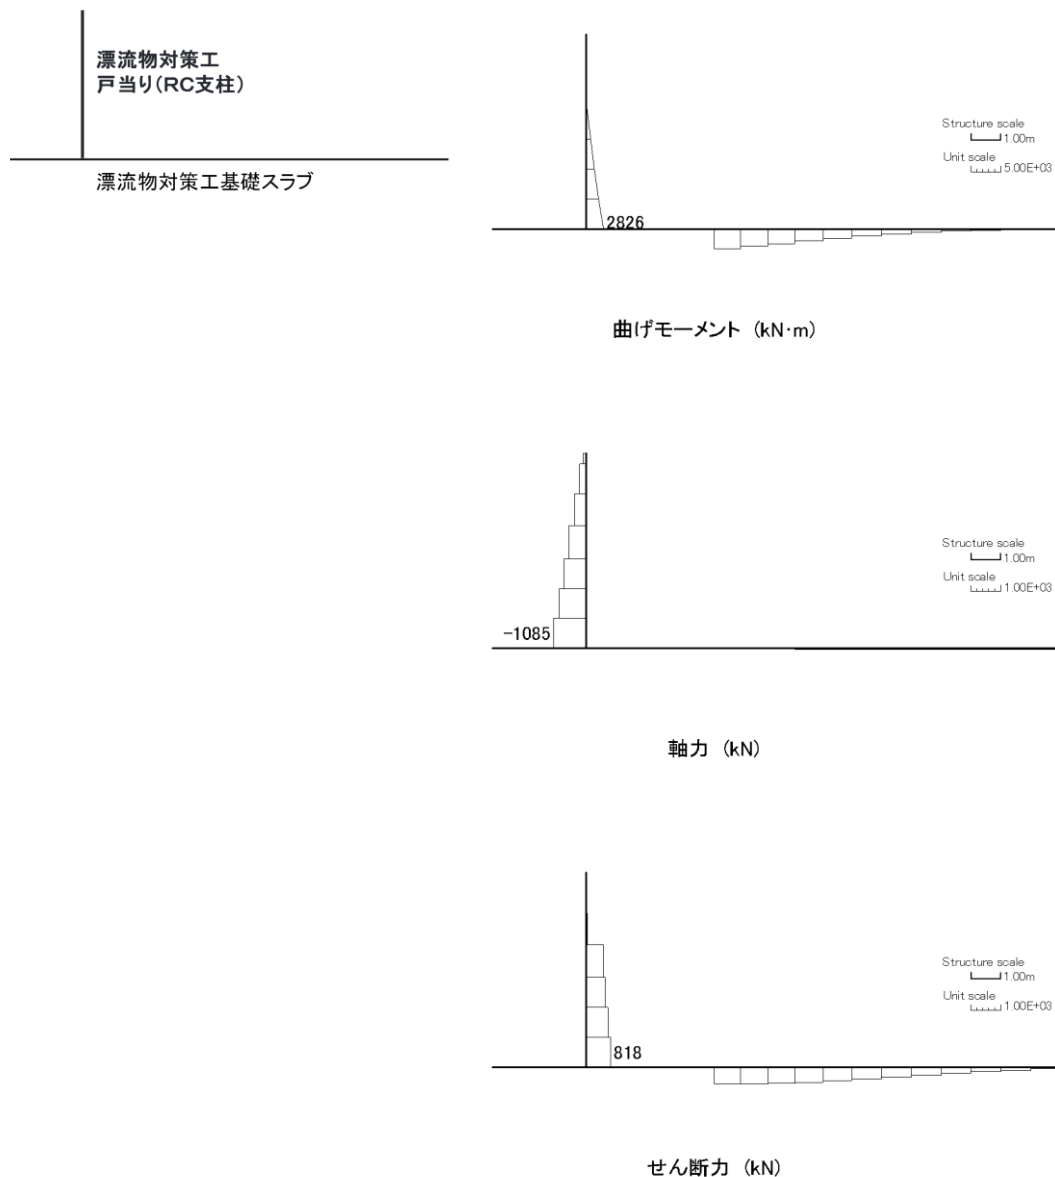 漂流物対策工
戸当り(RC支柱)
漂流物対策工基礎スラブ
Structure scale
1.00m
Unit scale
5.00E+03
2826
曲げモーメント (kN·m)
Structure scale
1.00m
Unit scale
1.00E+03
-1085
軸力 (kN)
Structure scale
1.00m
Unit scale
1.00E+03
818
せん断力 (kN)